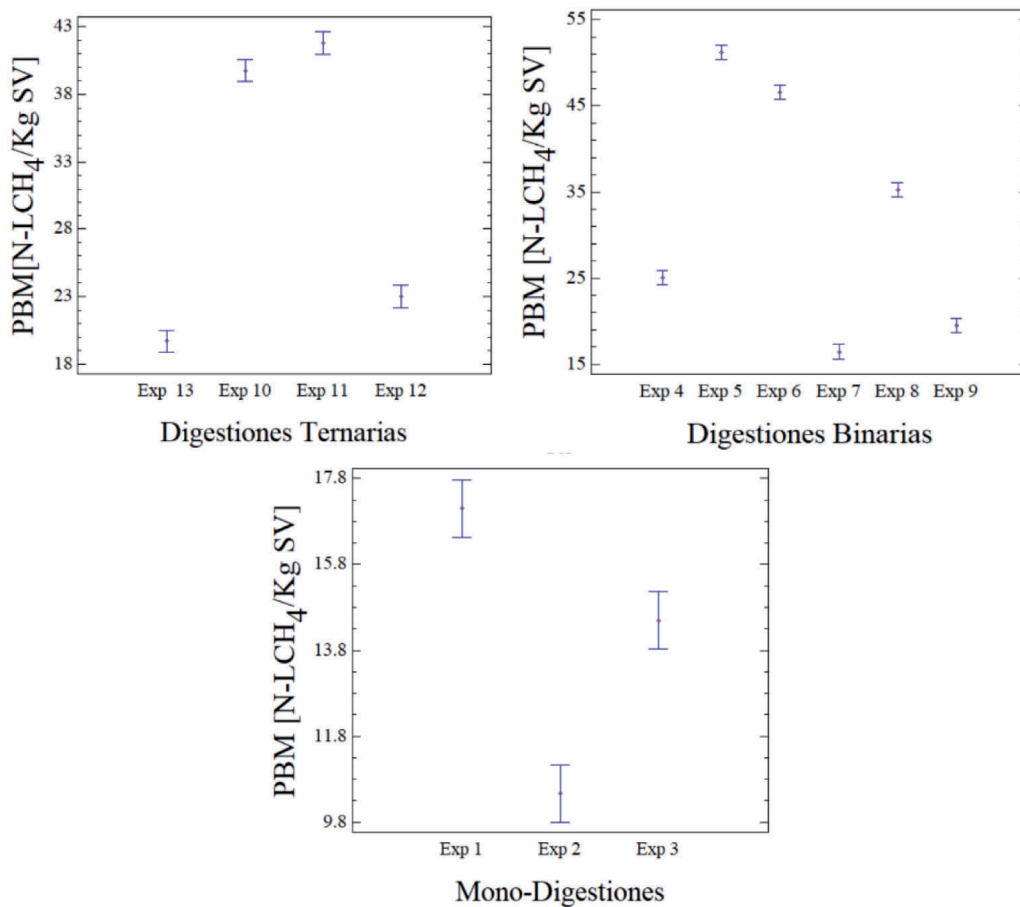 PBM[N-LCH4/Kg SV]
43
38
33
28
23
18
Exp 13 Exp 10 Exp 11 Exp 12
Digestiones Ternarias
PBM [N-LCH4/Kg SV]
55
45
35
25
15
Exp 4 Exp 5 Exp 6 Exp 7 Exp 8 Exp 9
Digestiones Binarias
PBM [N-LCH4/Kg SV]
17.8
15.8
13.8
11.8
9.8
Exp 1 Exp 2 Exp 3
Mono-Digestiones